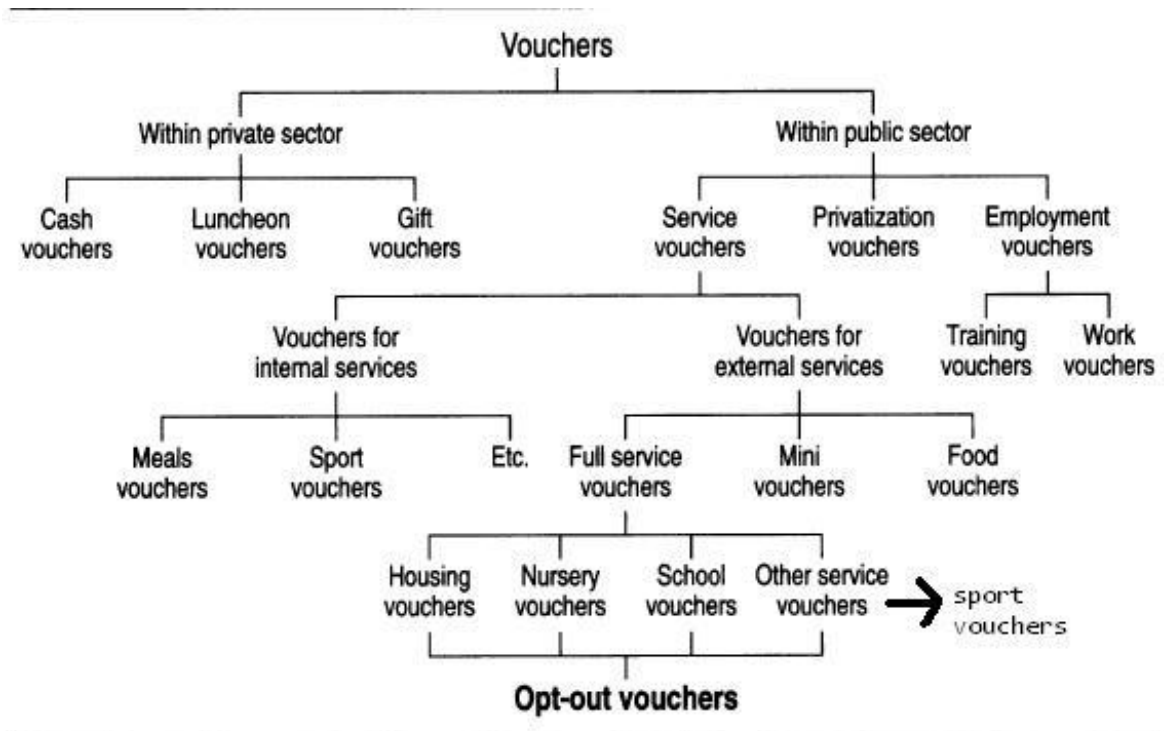 Vouchers
Within private sector
Within public sector
Cash
vouchers
Luncheon
vouchers
Gift
vouchers
Service
vouchers
Privatization
vouchers
Employment
vouchers
Vouchers for
internal services
Vouchers for
external services
Training
vouchers
Work
vouchers
Meals
vouchers
Sport
vouchers
Etc.
Full service
vouchers
Mini
vouchers
Food
vouchers
Housing
vouchers
Nursery
vouchers
School
vouchers
Other service
vouchers
sport
vouchers
Opt-out vouchers